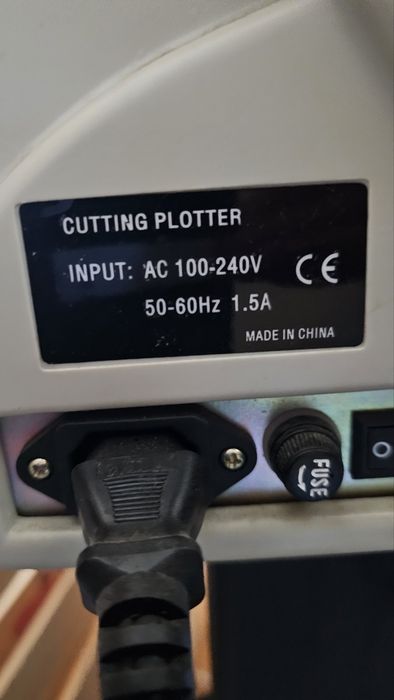 CUTTING PLOTTER
INPUT: AC 100-240V CE
50-60Hz 1.5A
MADE IN CHINA
FUSE
O